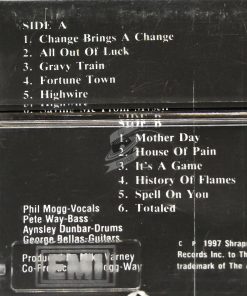 SIDE A
1. Change Brings A Change
2. All Out Of Luck
3. Gravy Train
4. Fortune Town
5. Highwire
SIDE B
1. Mother Day
2. House Of Pain
3. It's A Game
4. History Of Flames
5. Spell On You
6. Totaled
Phil Mogg-Vocals
Pete Way-Bass
Aynsley Dunbar-Drums
George Bellas-Guitars
EMI
C P 1997 Shrap
Records Inc. to The
trademark of The